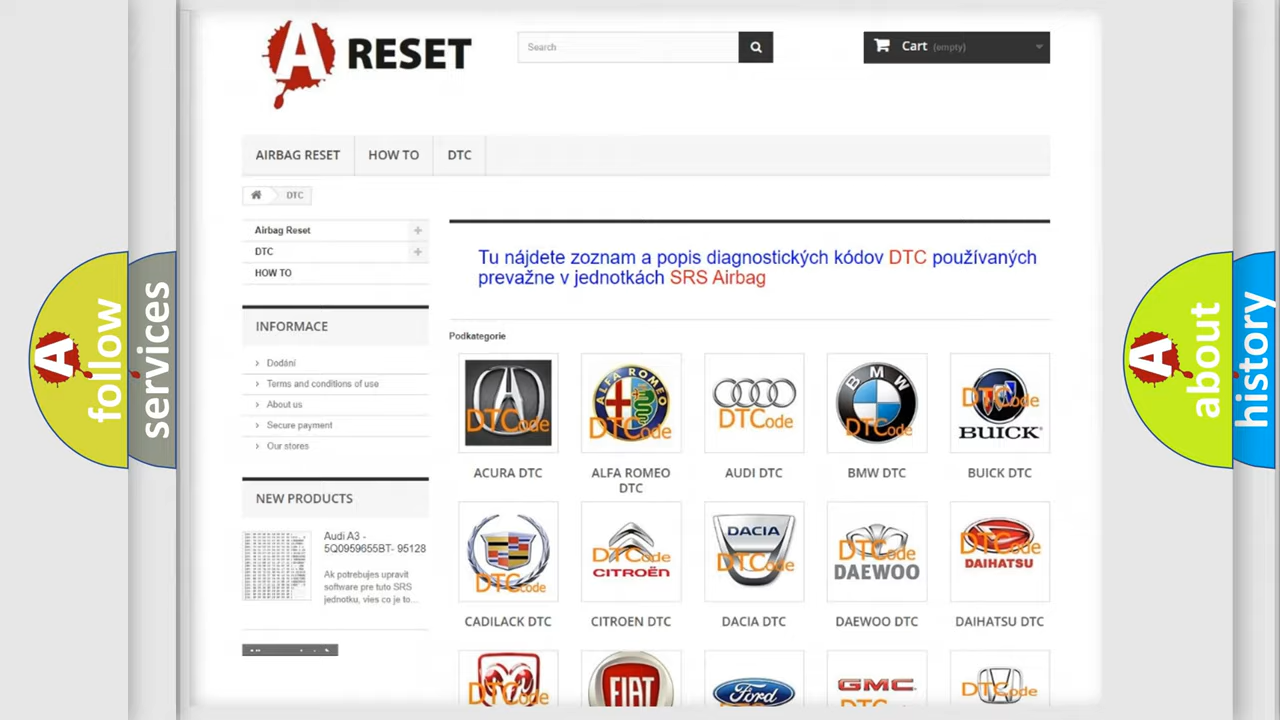 A RESET
Search
Cart (empty)
AIRBAG RESET
HOW TO
DTC
DTC
Airbag Reset
DTC
HOW TO
Tu nájdete zoznam a popis diagnostických kódov DTC používaných
prevažne v jednotkách SRS Airbag
INFORMACE
Dodání
Terms and conditions of use
About us
Secure payment
Our stores
Podkategorie
DTCode
ALFA ROMEO
DTCode
DTCode
BMW
DTCode
DTCode
BUICK
ACURA DTC
ALFA ROMEO
DTC
AUDI DTC
BMW DTC
BUICK DTC
NEW PRODUCTS
Audi A3 -
5Q0959655BT- 95128
Ak potrebujes upravit
software pre tuto SRS
jednotku, vies co je to...
DTCode
DTCode
CITROËN
DACIA
DTCode
DTCode
DAEWOO
DTCode
DAIHATSU
CADILACK DTC
CITROEN DTC
DACIA DTC
DAEWOO DTC
DAIHATSU DTC
DTCode
FIAT
Ford
GMC
DTCode
A follow
services
A about
history